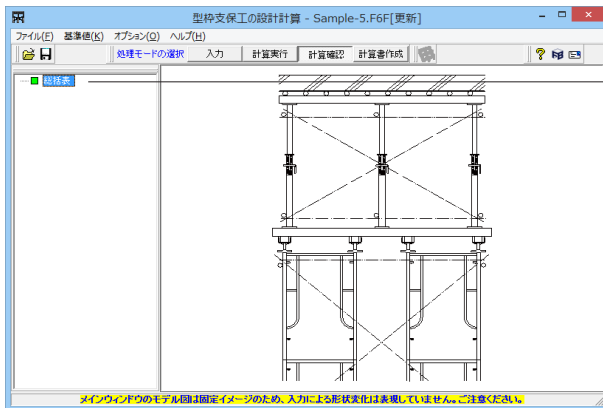 型枠支保工の設計計算 - Sample-5.F6F[更新]
ファイル(F) 基準値(K) オプション(O) ヘルプ(H)
処理モードの選択 入力 計算実行 計算確認 計算書作成
総括表
メインウィンドウのモデル図は固定イメージのため、入力による形状変化は表現していません。ご注意ください。